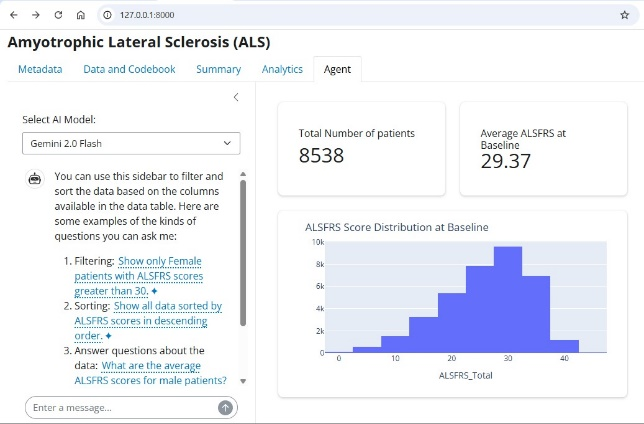 127.0.0.1:8000
Amyotrophic Lateral Sclerosis (ALS)
Metadata Data and Codebook Summary Analytics Agent
Select AI Model:
Gemini 2.0 Flash
You can use this sidebar to filter and
sort the data based on the columns
available in the data table. Here are
some examples of the kinds of
questions you can ask me:
1. Filtering: Show only Female
patients with ALSFRS scores
greater than 30.
2. Sorting: Show all data sorted by
ALSFRS scores in descending
order.
3. Answer questions about the
data: What are the average
ALSFRS scores for male patients?
Enter a message...
Total Number of patients
8538
Average ALSFRS at
Baseline
29.37
ALSFRS Score Distribution at Baseline
10k
8k
6k
4k
2k
0
0 10 20 30 40
ALSFRS_Total